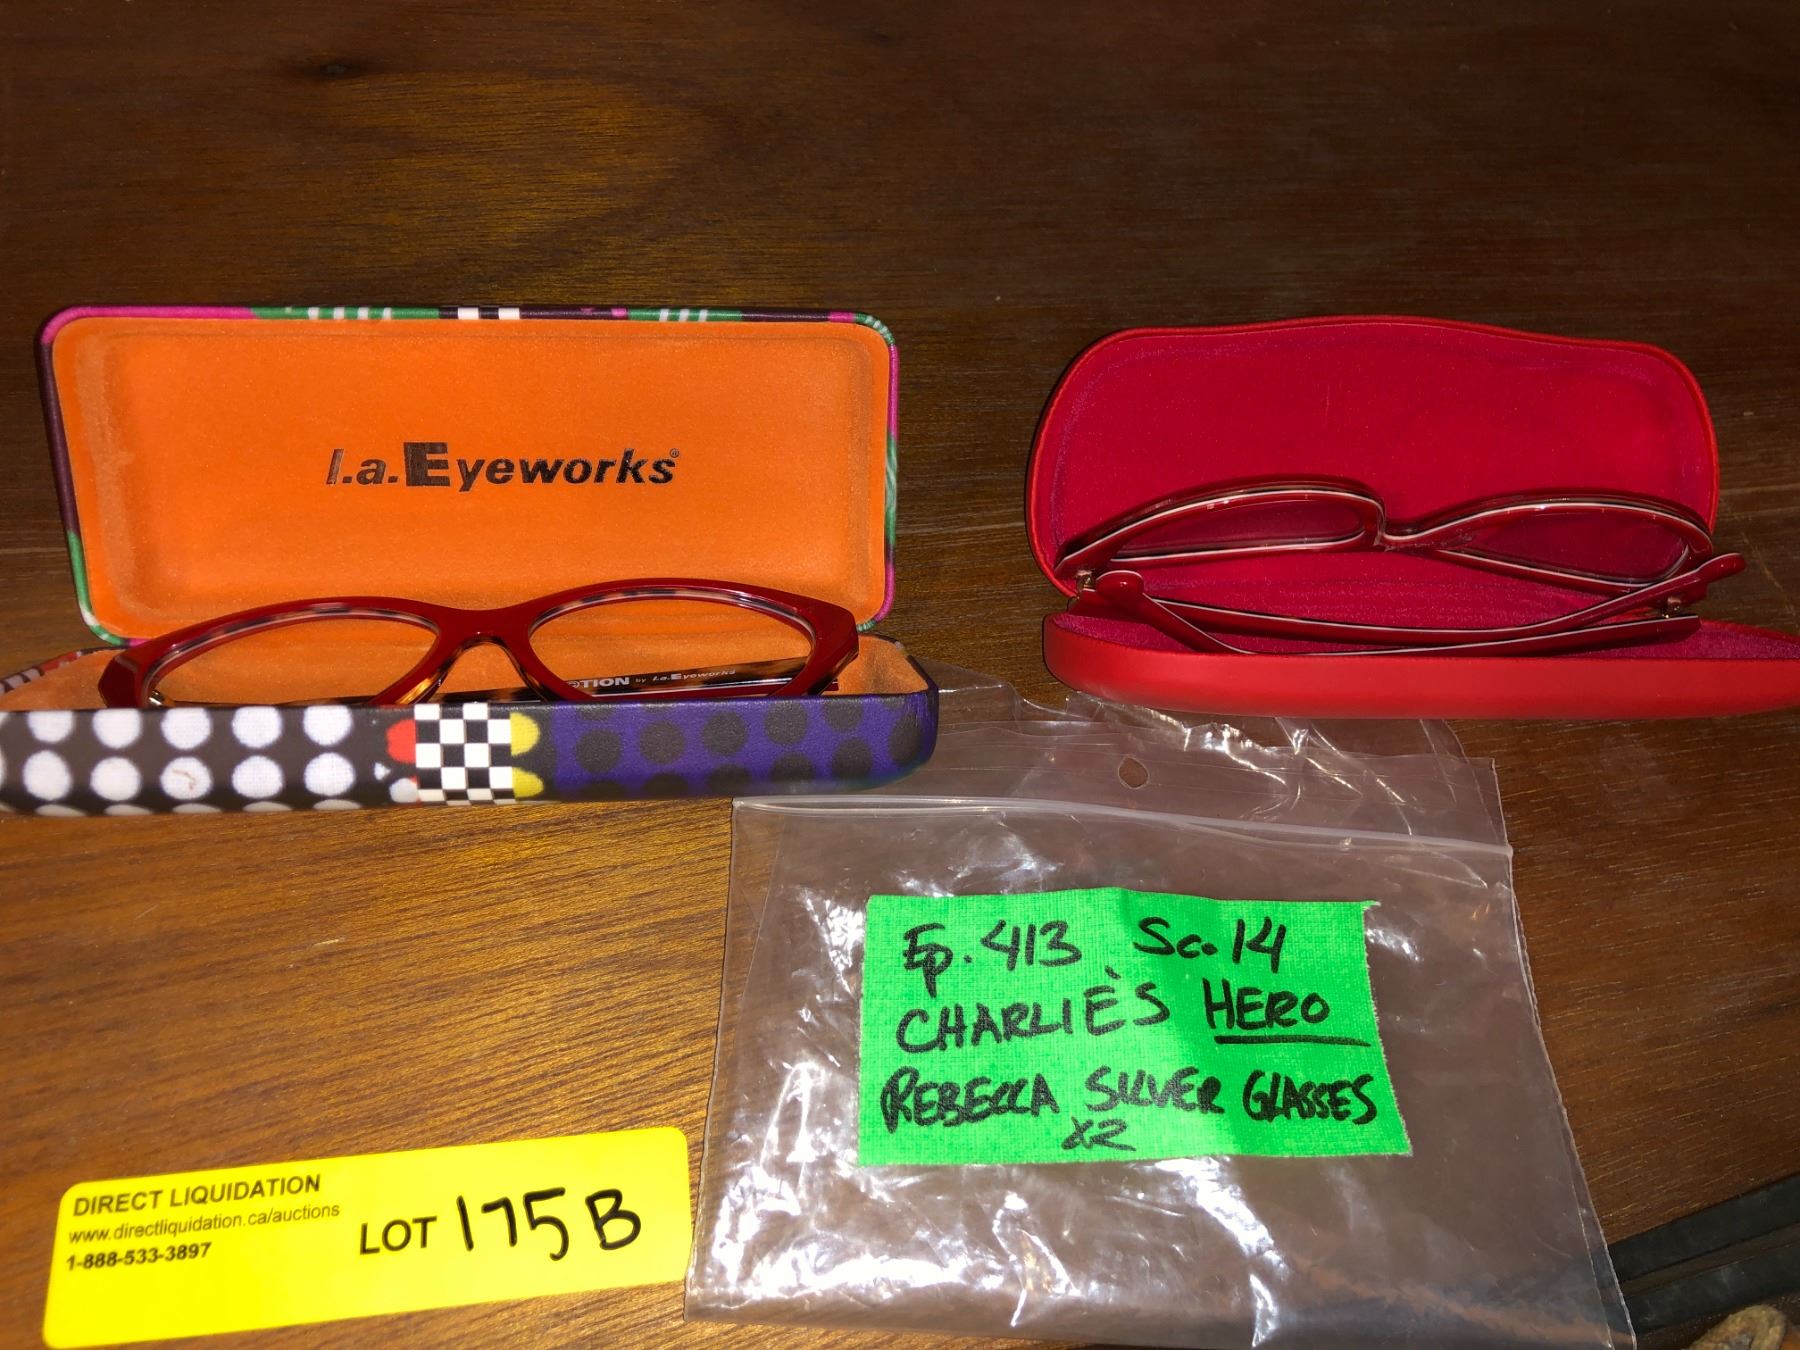 l.a.Eyeworks®
TION by l.a.Eyeworks
Ep. 413 Sc. 14
CHARLIE'S HERO
REBECCA SILVER GLASSES
x2
DIRECT LIQUIDATION
www.directliquidation.ca/auctions
1-888-533-3897
LOT 175B